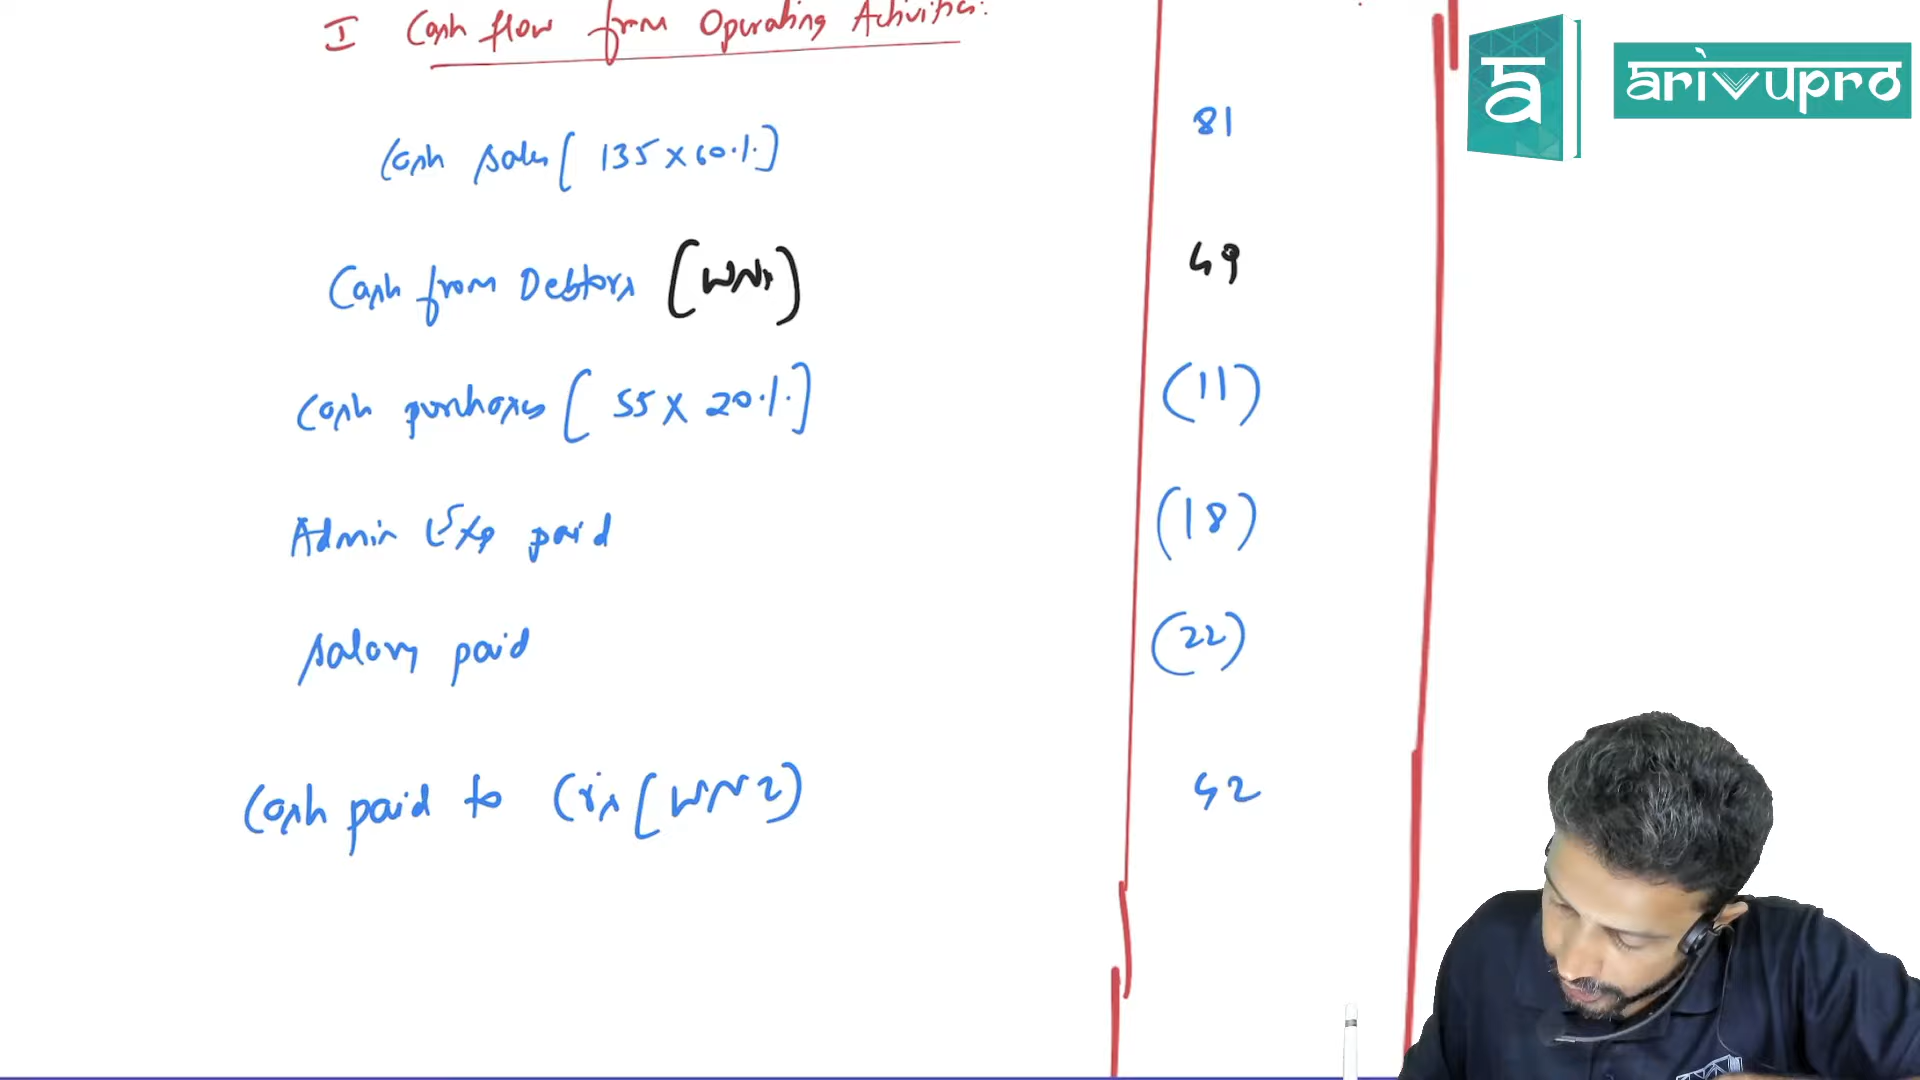 I Cash flow from Operating Activities:
Cash sales [ 135 x 60%] 81
Cash from Debtors (WN1) 49
Cash purchases [ 55 x 20%] (11)
Admin Exp paid (18)
Salary paid (22)
Cash paid to Crs [WN2) 42
arivupro